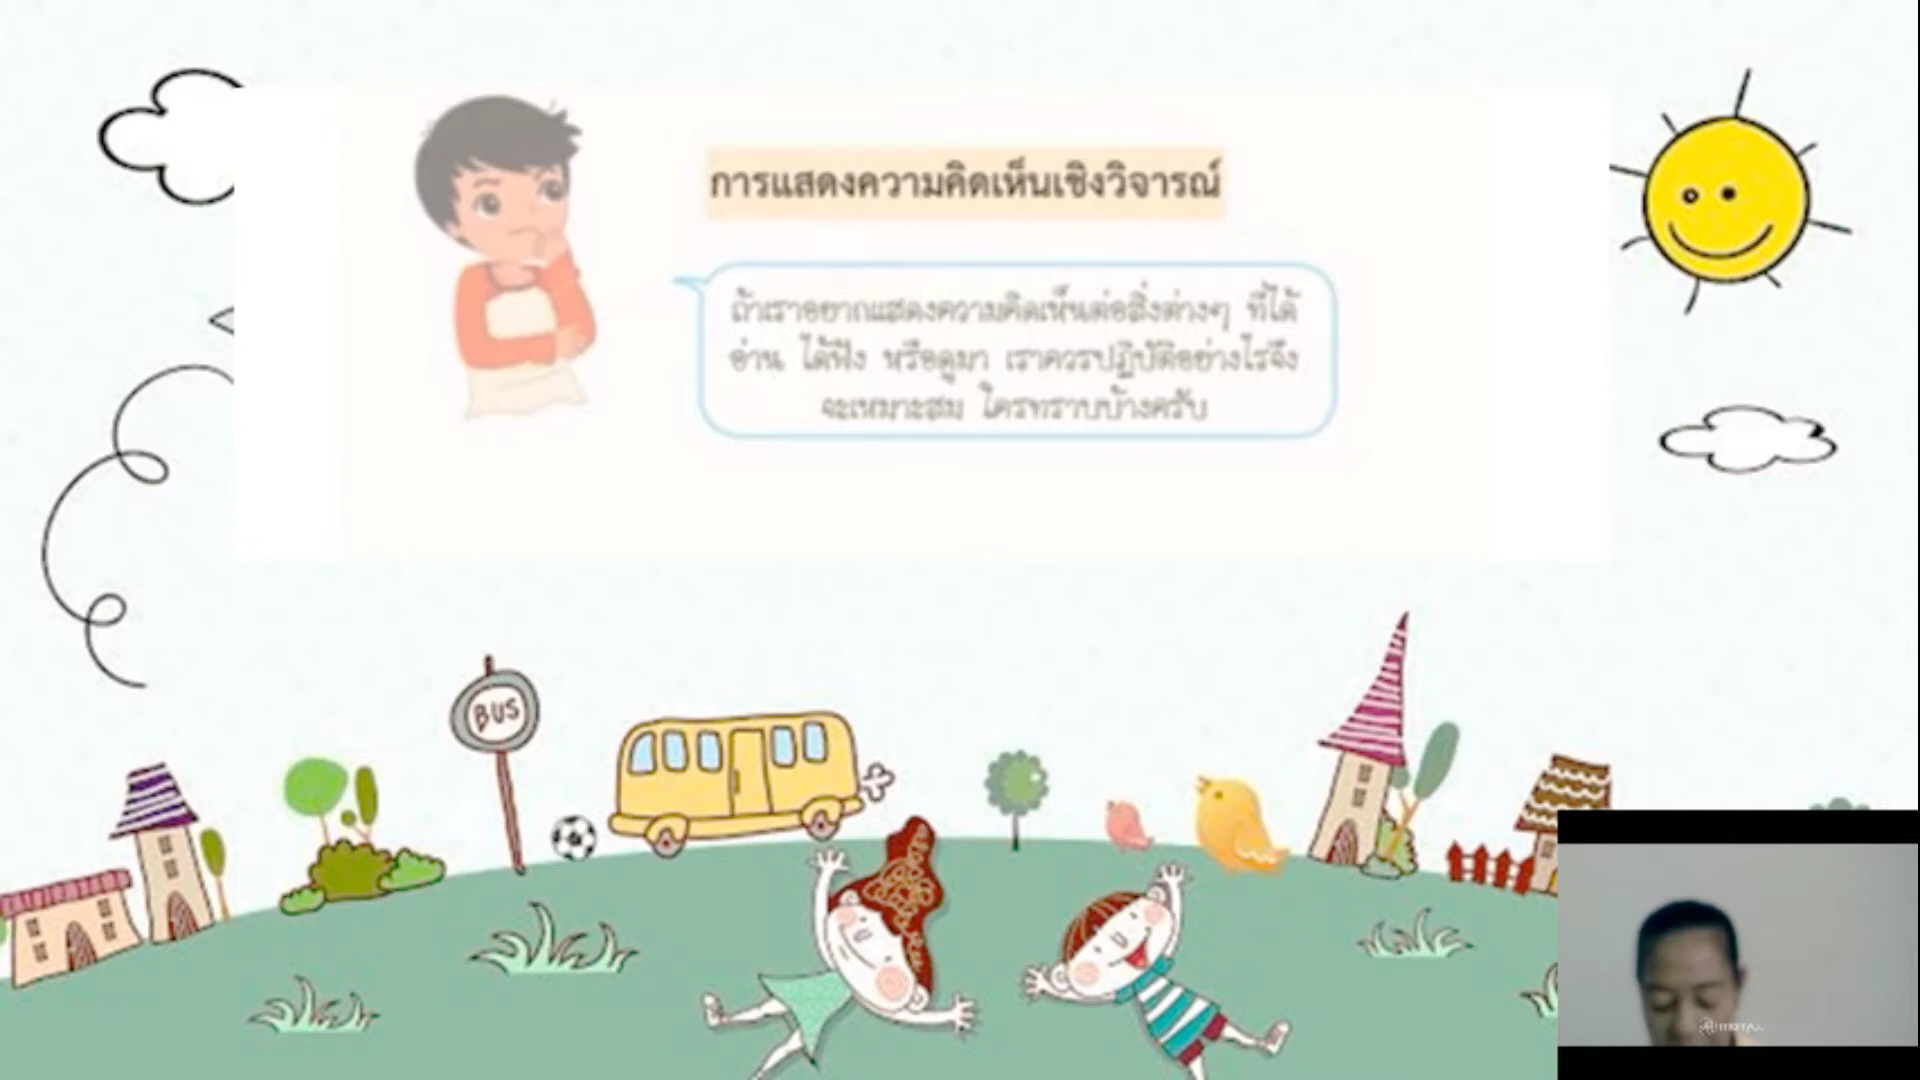 การแสดงความคิดเห็นเชิงวิจารณ์
ถ้าเราอยากแสดงความคิดเห็นต่อสิ่งต่างๆ ที่ได้
อ่าน ได้ฟัง หรือดูมา เราควรปฏิบัติอย่างไรจึง
จะเหมาะสม ใครทราบบ้างครับ
BUS